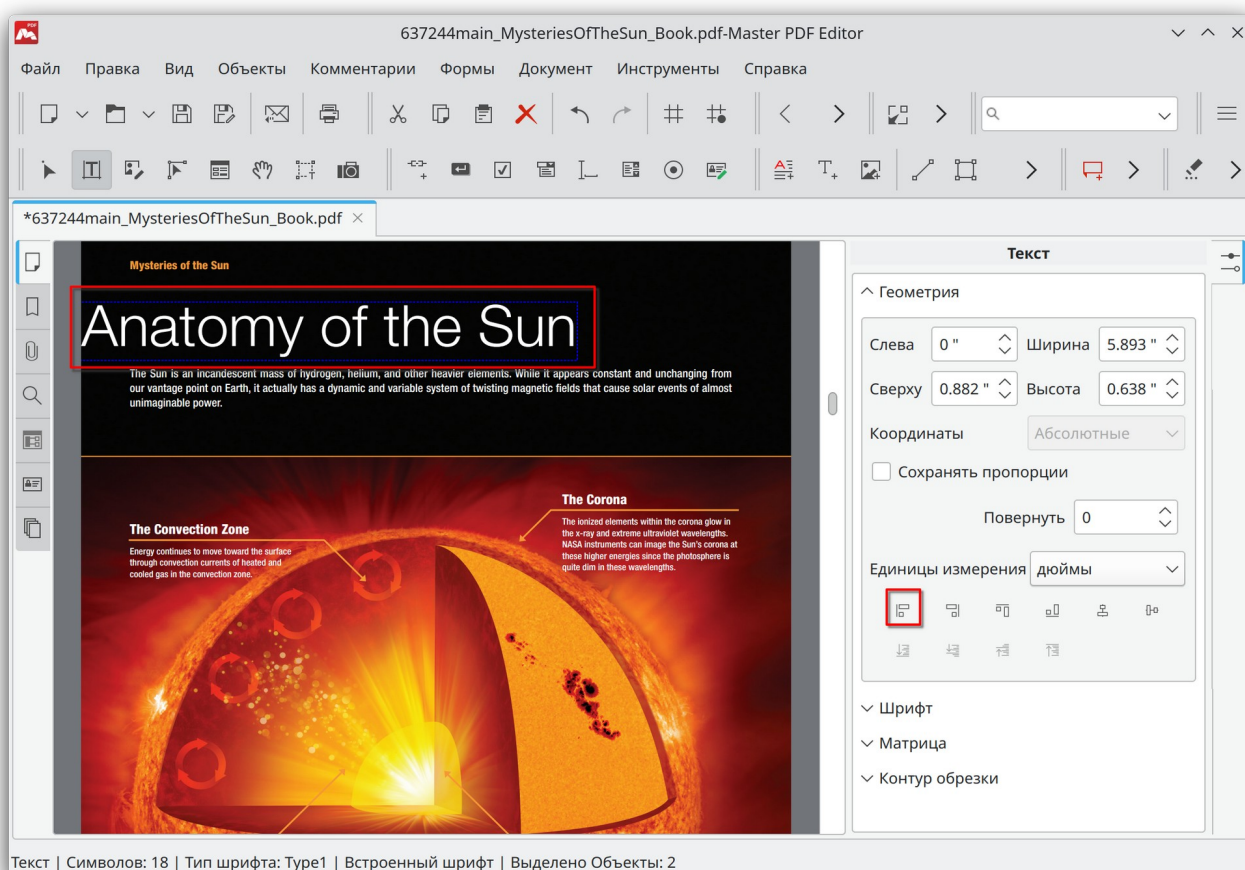 637244main_MysteriesOfTheSun_Book.pdf-Master PDF Editor
Файл Правка Вид Объекты Комментарии Формы Документ Инструменты Справка
*637244main_MysteriesOfTheSun_Book.pdf
Mysteries of the Sun
Anatomy of the Sun
The Sun is an incandescent mass of hydrogen, helium, and other heavier elements. While it appears constant and unchanging from
our vantage point on Earth, it actually has a dynamic and variable system of twisting magnetic fields that cause solar events of almost
unimaginable power.
The Convection Zone
Energy continues to move toward the surface
through convection currents of heated and
cooled gas in the convection zone.
The Corona
The ionized elements within the corona glow in
the x-ray and extreme ultraviolet wavelengths.
NASA instruments can image the Sun's corona at
these higher energies since the photosphere is
quite dim in these wavelengths.
Текст
Геометрия
Слева 0 " Ширина 5.893 "
Сверху 0.882 " Высота 0.638 "
Координаты Абсолютные
Сохранять пропорции
Повернуть 0
Единицы измерения дюймы
Шрифт
Матрица
Контур обрезки
Текст | Символов: 18 | Тип шрифта: Type1 | Встроенный шрифт | Выделено Объекты: 2